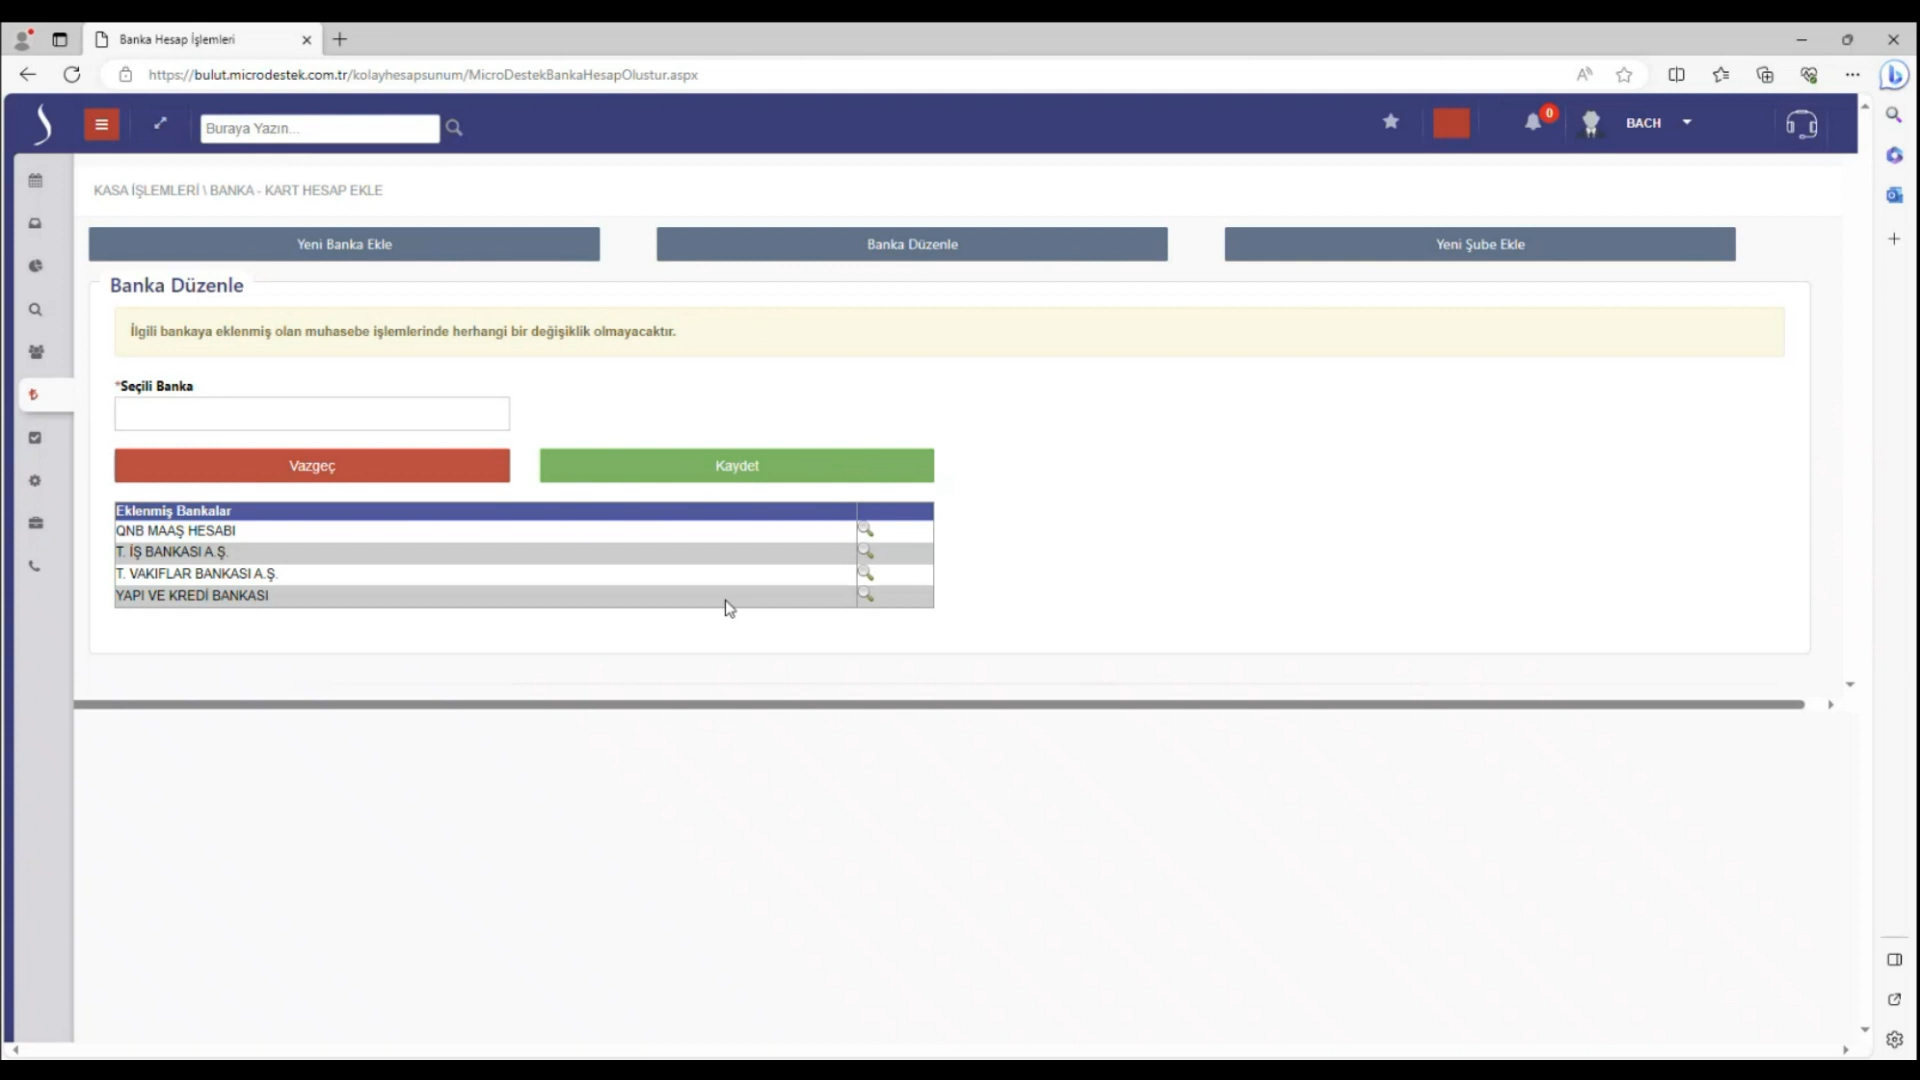 Banka Hesap İşlemleri
https://bulut.microdestek.com.tr/kolayhesapsunum/MicroDestekBankaHesapOlustur.aspx
Buraya Yazın...
0
BACH
KASA İŞLEMLERİ \ BANKA - KART HESAP EKLE
Yeni Banka Ekle
Banka Düzenle
Yeni Şube Ekle
Banka Düzenle
İlgili bankaya eklenmiş olan muhasebe işlemlerinde herhangi bir değişiklik olmayacaktır.
*Seçili Banka
Vazgeç
Kaydet
Eklenmiş Bankalar
QNB MAAŞ HESABI
T. İŞ BANKASI A.Ş.
T. VAKIFLAR BANKASI A.Ş.
YAPI VE KREDİ BANKASI